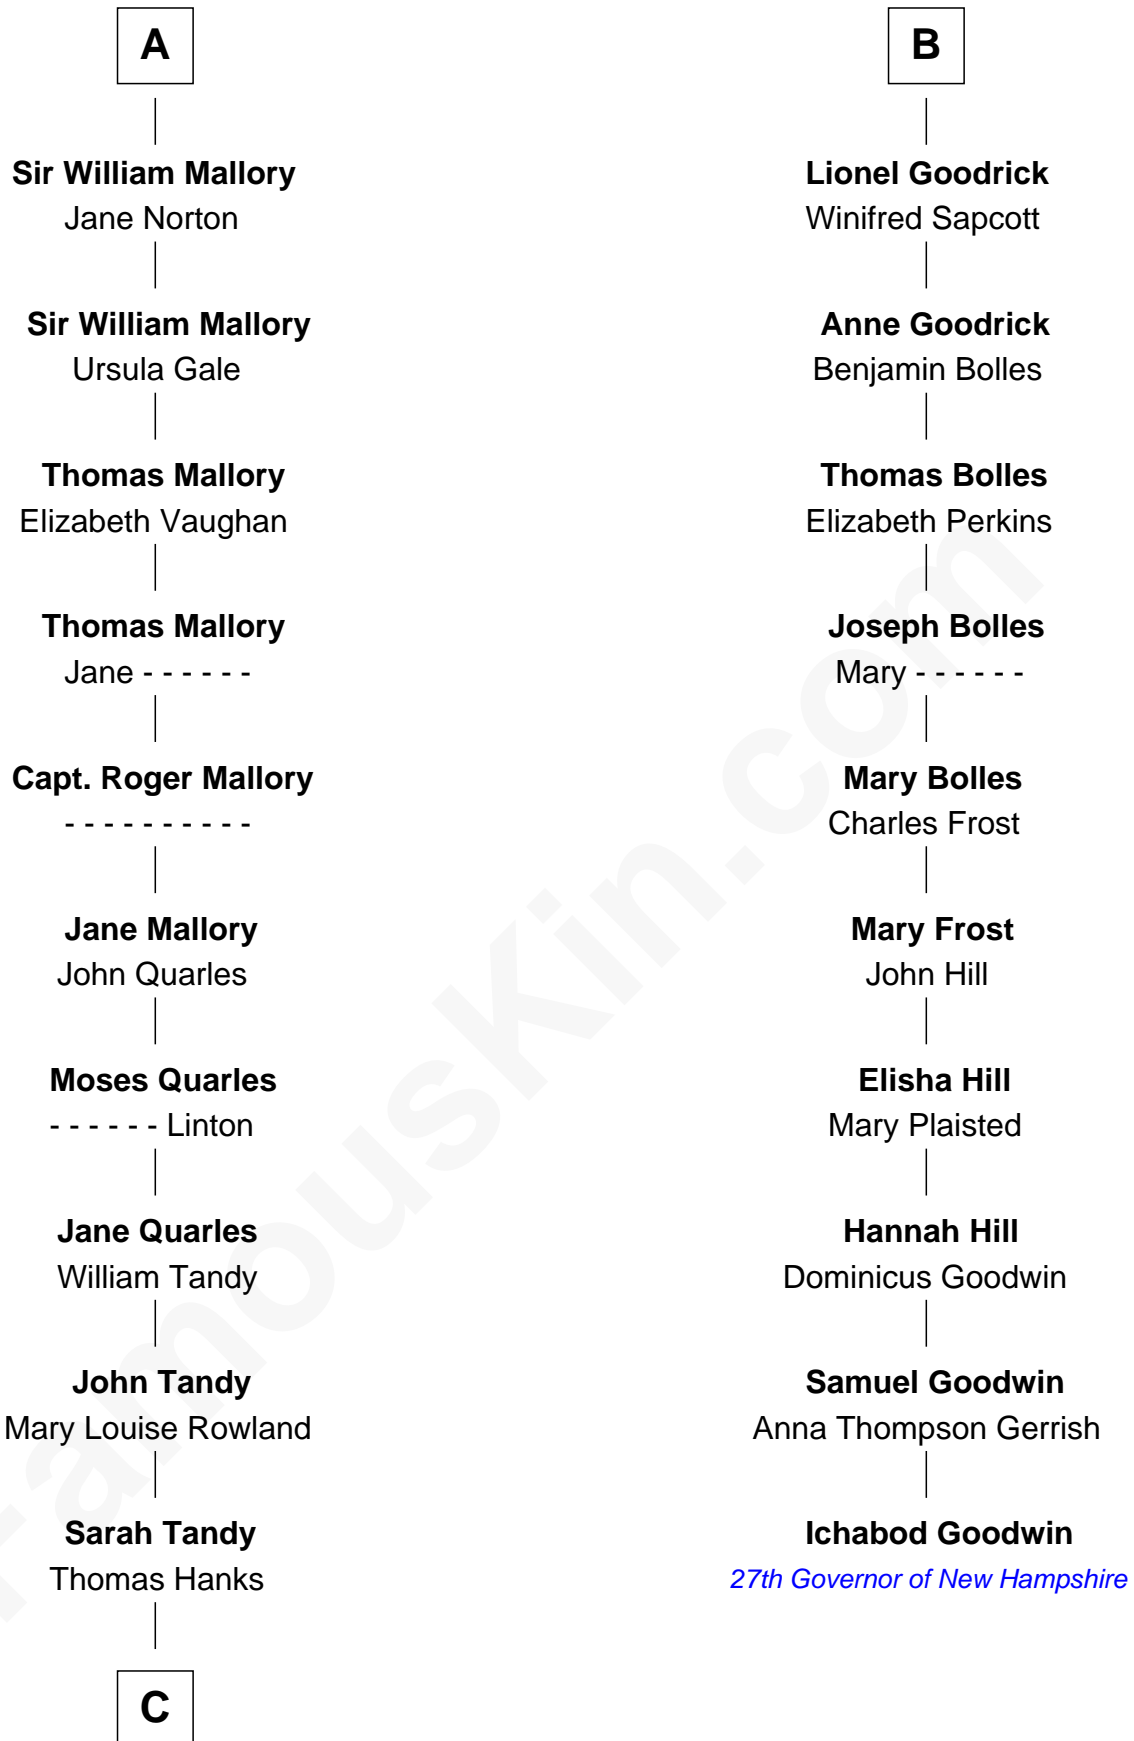 A
Sir William Mallory
Jane Norton
Sir William Mallory
Ursula Gale
Thomas Mallory
Elizabeth Vaughan
Thomas Mallory
Jane - - - - - -
Capt. Roger Mallory
- - - - - - - - - -
Jane Mallory
John Quarles
Moses Quarles
- - - - - - Linton
Jane Quarles
William Tandy
John Tandy
Mary Louise Rowland
Sarah Tandy
Thomas Hanks
C
B
Lionel Goodrick
Winifred Sapcott
Anne Goodrick
Benjamin Bolles
Thomas Bolles
Elizabeth Perkins
Joseph Bolles
Mary - - - - - -
Mary Bolles
Charles Frost
Mary Frost
John Hill
Elisha Hill
Mary Plaisted
Hannah Hill
Dominicus Goodwin
Samuel Goodwin
Anna Thompson Gerrish
Ichabod Goodwin
27th Governor of New Hampshire
FamousKin.com